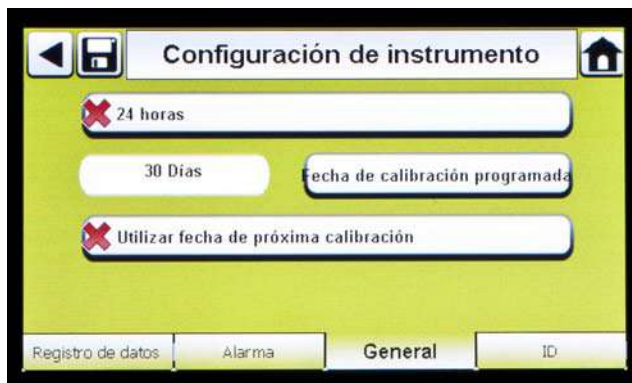 Configuración de instrumento
24 horas
30 Días
Fecha de calibración programada
Utilizar fecha de próxima calibración
Registro de datos
Alarma
General
ID